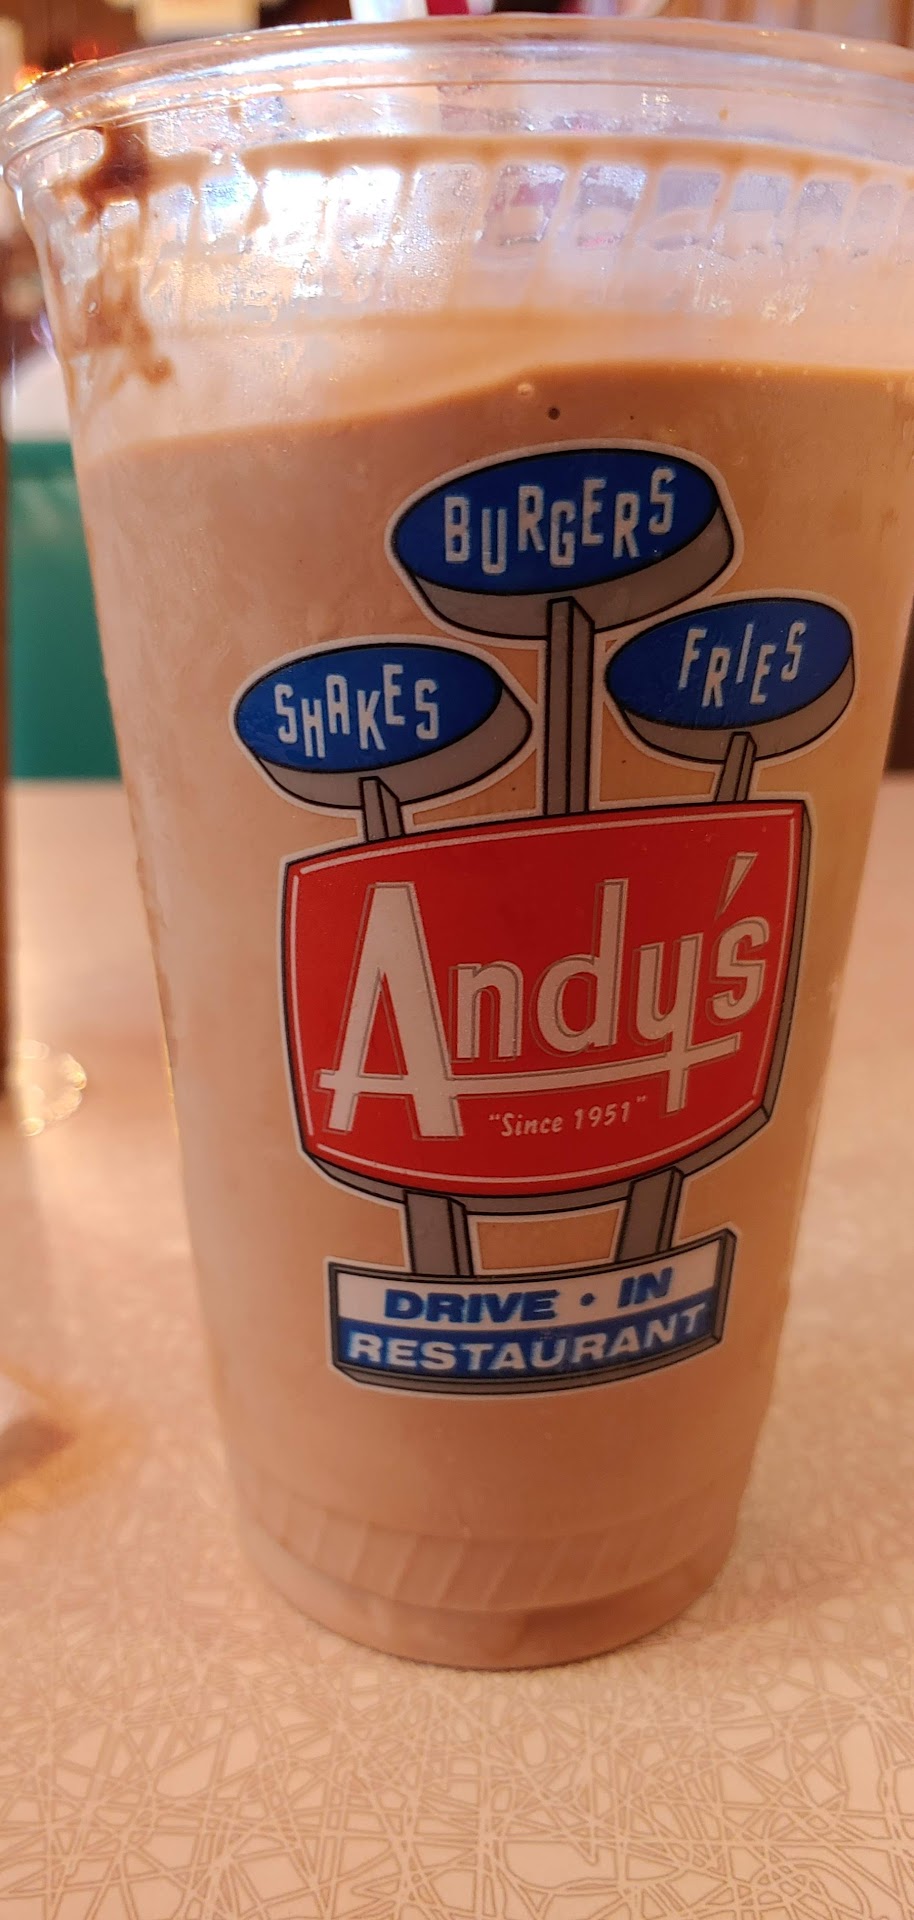 BURGERS
SHAKES
FRIES
Andy's
"Since 1951"
DRIVE • IN
RESTAURANT